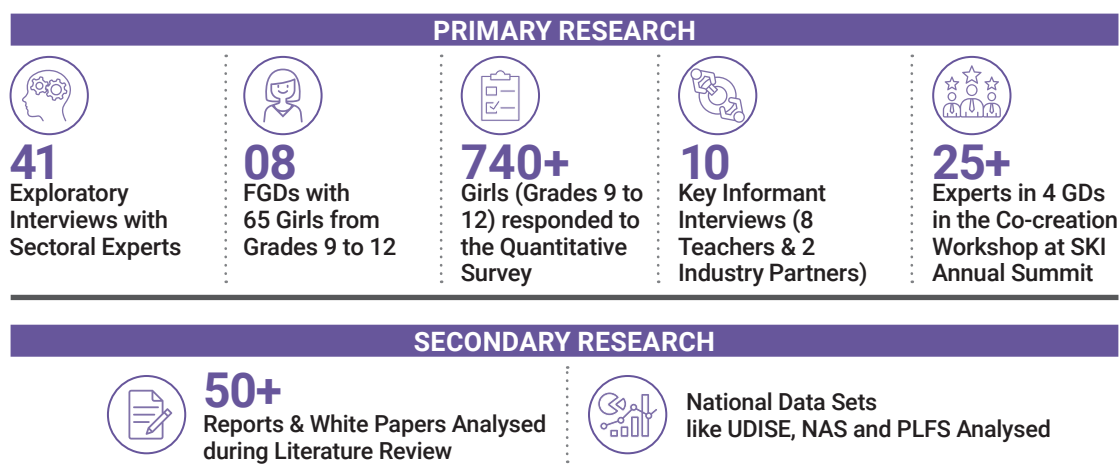 PRIMARY RESEARCH
41
Exploratory
Interviews with
Sectoral Experts
08
FGDs with
65 Girls from
Grades 9 to 12
740+
Girls (Grades 9 to
12) responded to
the Quantitative
Survey
10
Key Informant
Interviews (8
Teachers & 2
Industry Partners)
25+
Experts in 4 GDs
in the Co-creation
Workshop at SKI
Annual Summit
SECONDARY RESEARCH
50+
Reports & White Papers Analysed
during Literature Review
National Data Sets
like UDISE, NAS and PLFS Analysed